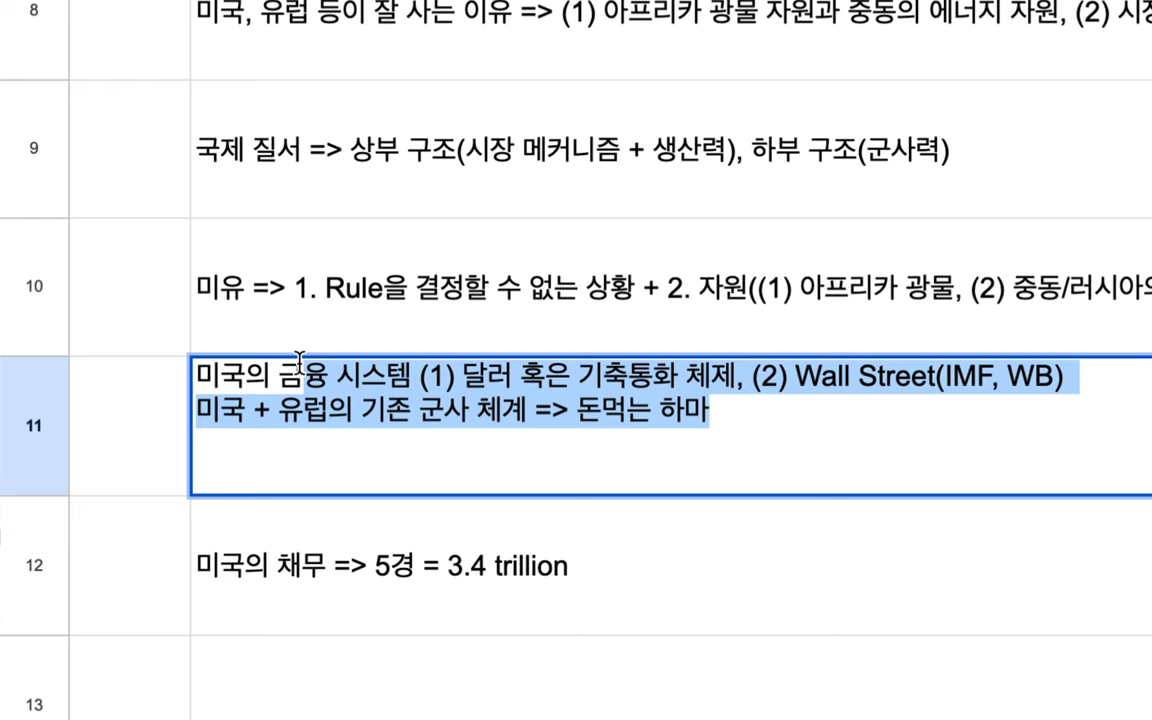 8
미국, 유럽 등이 잘 사는 이유 => (1) 아프리카 광물 자원과 중동의 에너지 자원, (2)
9
국제 질서 => 상부 구조(시장 메커니즘 + 생산력), 하부 구조(군사력)
10
미유 => 1. Rule을 결정할 수 없는 상황 + 2. 자원((1) 아프리카 광물, (2) 중동/러시아의
11
미국의 금융 시스템 (1) 달러 혹은 기축통화 체제, (2) Wall Street(IMF, WB)
미국 + 유럽의 기존 군사 체계 => 돈먹는 하마
12
미국의 채무 => 5경 = 3.4 trillion
13